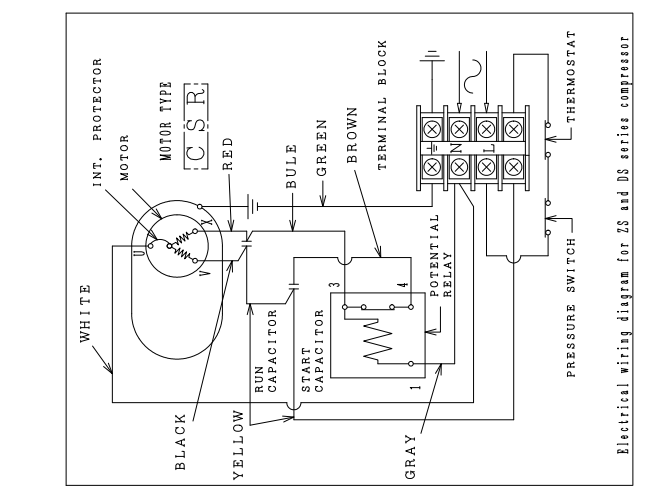 INT. PROTECTOR
MOTOR
MOTOR TYPE
CSR
RED
BULE
GREEN
BROWN
TERMINAL BLOCK
THERMOSTAT
WHITE
U
X
V
N
L
3
4
1
POTENTIAL
RELAY
PRESSURE SWITCH
RUN
CAPACITOR
START
CAPACITOR
BLACK
YELLOW
GRAY
Electrical wiring diagram for ZS and DS series compressor